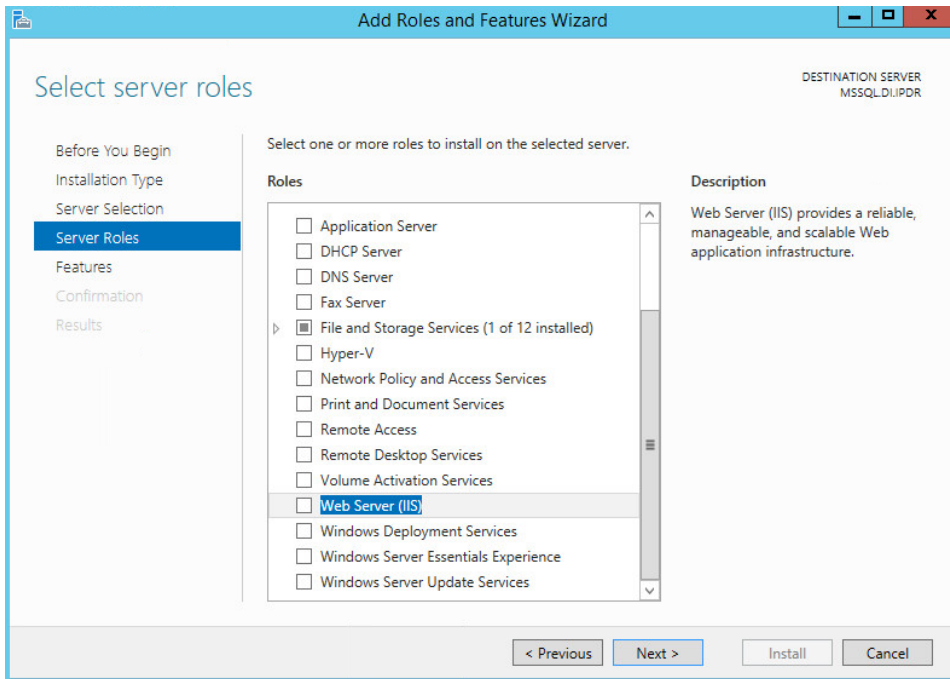 Add Roles and Features Wizard
Select server roles
DESTINATION SERVER
MSSQL.DI.IPDR
Before You Begin
Installation Type
Server Selection
Server Roles
Features
Confirmation
Results
Select one or more roles to install on the selected server.
Roles
Application Server
DHCP Server
DNS Server
Fax Server
File and Storage Services (1 of 12 installed)
Hyper-V
Network Policy and Access Services
Print and Document Services
Remote Access
Remote Desktop Services
Volume Activation Services
Web Server (IIS)
Windows Deployment Services
Windows Server Essentials Experience
Windows Server Update Services
Description
Web Server (IIS) provides a reliable,
manageable, and scalable Web
application infrastructure.
< Previous
Next >
Install
Cancel